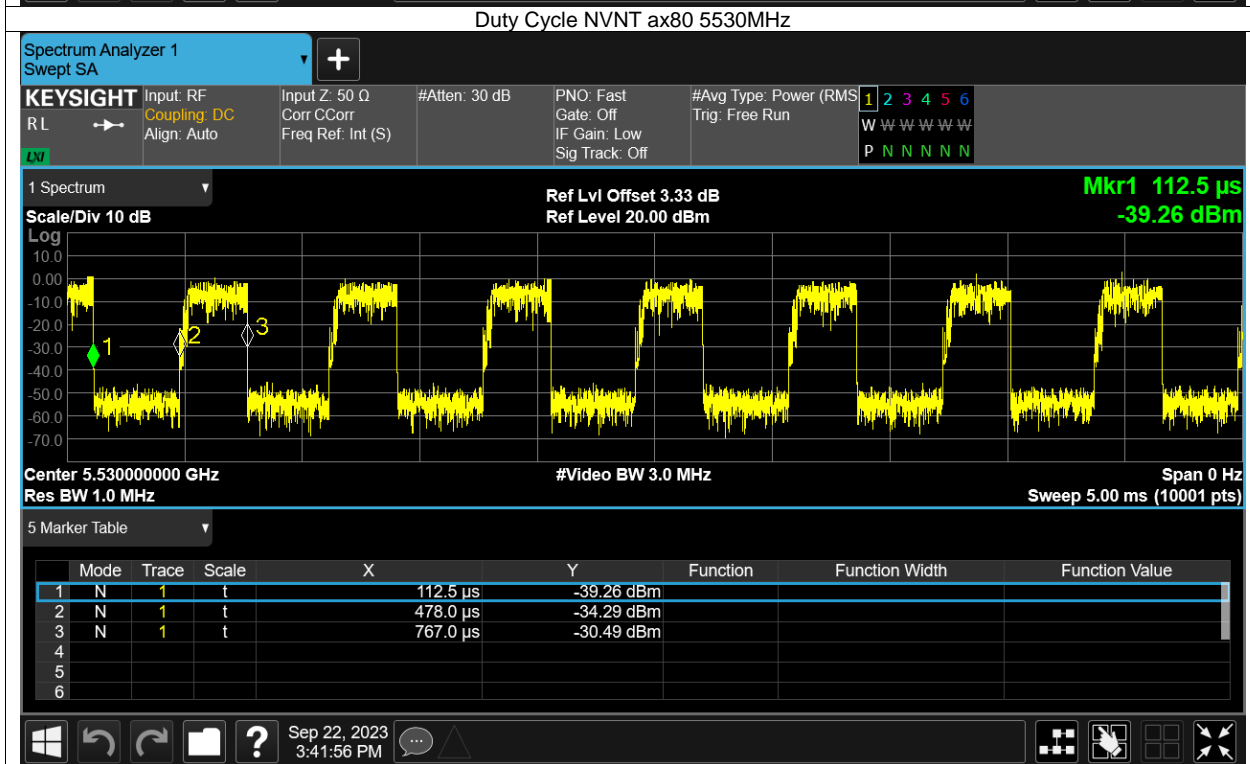 Duty Cycle NVNT ax80 5530MHz
Spectrum Analyzer 1
Swept SA
KEYSIGHT
RL
LXI
Input: RF
Coupling: DC
Align: Auto
Input Z: 50 Ω
Corr CCorr
Freq Ref: Int (S)
#Atten: 30 dB
PNO: Fast
Gate: Off
IF Gain: Low
Sig Track: Off
#Avg Type: Power (RMS
Trig: Free Run
1 2 3 4 5 6
W W W W W W
P N N N N N
1 Spectrum
Scale/Div 10 dB
Ref Lvl Offset 3.33 dB
Ref Level 20.00 dBm
Mkr1 112.5 µs
-39.26 dBm
Log
10.0
0.00
-10.0
-20.0
-30.0
-40.0
-50.0
-60.0
-70.0
1
2
3
Center 5.530000000 GHz
Res BW 1.0 MHz
#Video BW 3.0 MHz
Span 0 Hz
Sweep 5.00 ms (10001 pts)
5 Marker Table
Mode Trace Scale X Y Function Function Width Function Value
1 N 1 t 112.5 µs -39.26 dBm
2 N 1 t 478.0 µs -34.29 dBm
3 N 1 t 767.0 µs -30.49 dBm
4
5
6
?
Sep 22, 2023
3:41:56 PM